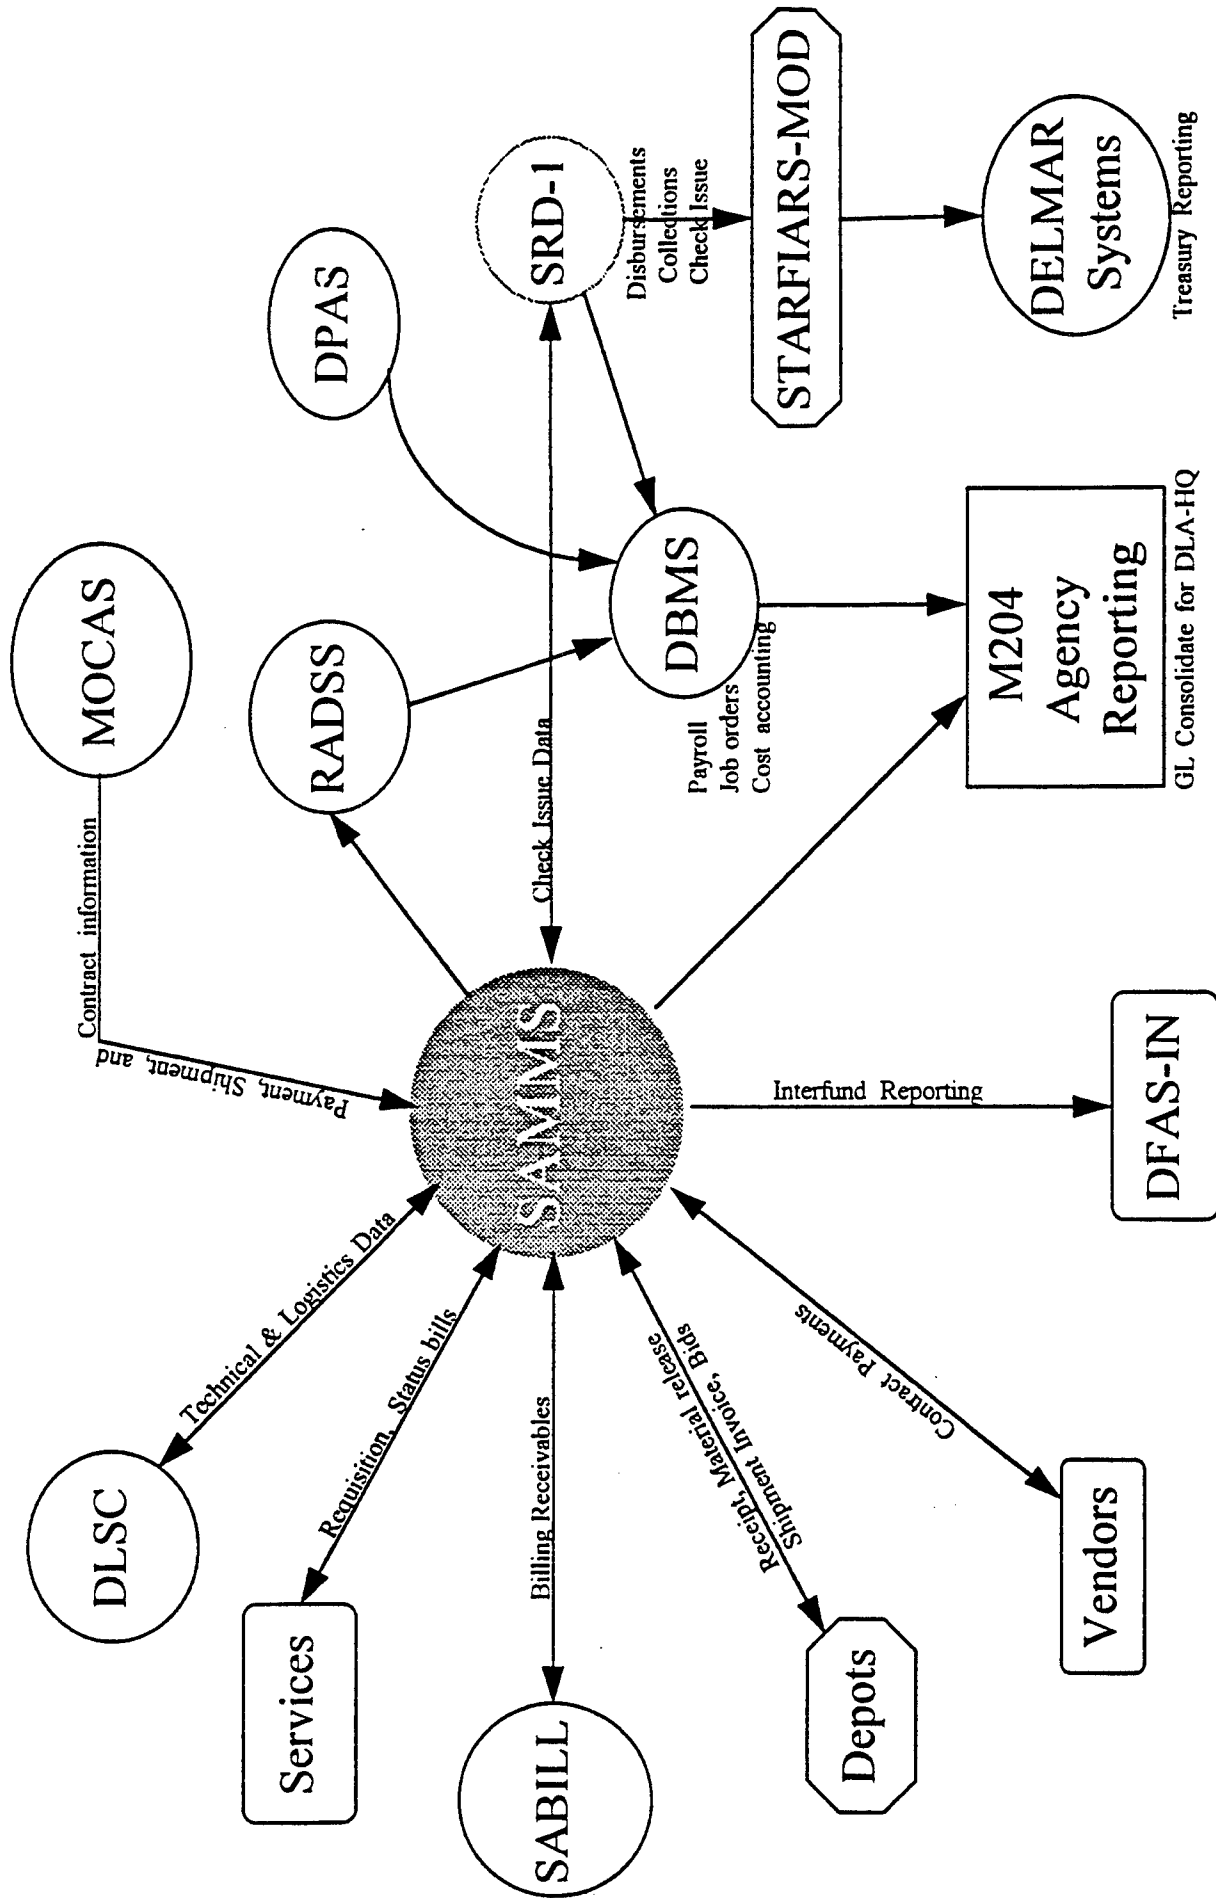 MOCAS
Contract information
Payment, Shipment, and
DPAS
RADSS
SRD-1
Disbursements
Collections
Check Issue
STARFIARS-MOD
DELMAR
Systems
Treasury Reporting
Check Issue Data
DBMS
Payroll
Job orders
Cost accounting
M204
Agency
Reporting
GL Consolidate for DLA-HQ
SAMMS
Technical & Logistics Data
DLSC
Requisition, Status bills
Services
Billing Receivables
SABILL
Receipt, Material release
Shipment Invoice, Bids
Depots
Contract Payments
Vendors
Interfund Reporting
DFAS-IN